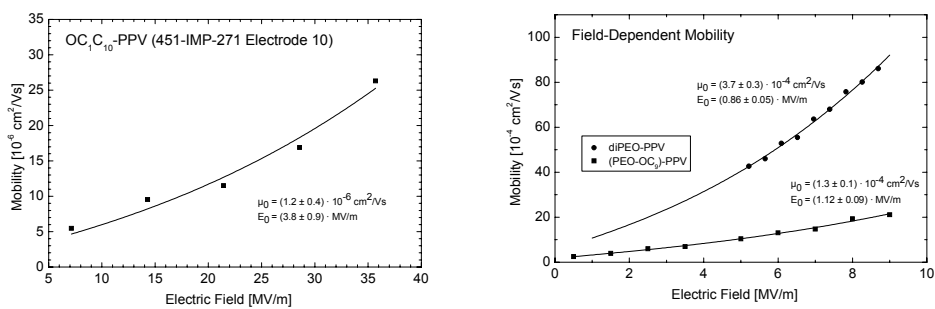 35
30
25
20
15
10
5
0
Mobility [10⁻⁶ cm²/Vs]
OC₁C₁₀-PPV (451-IMP-271 Electrode 10)
μ₀ = (1.2 ± 0.4) · 10⁻⁶ cm²/Vs
E₀ = (3.8 ± 0.9) · MV/m
5 10 15 20 25 30 35 40
Electric Field [MV/m]
100
80
60
40
20
0
Mobility [10⁻⁴ cm²/Vs]
Field-Dependent Mobility
μ₀ = (3.7 ± 0.3) · 10⁻⁴ cm²/Vs
E₀ = (0.86 ± 0.05) · MV/m
diPEO-PPV
(PEO-OC₉)-PPV
μ₀ = (1.3 ± 0.1) · 10⁻⁴ cm²/Vs
E₀ = (1.12 ± 0.09) · MV/m
0 2 4 6 8 10
Electric Field [MV/m]